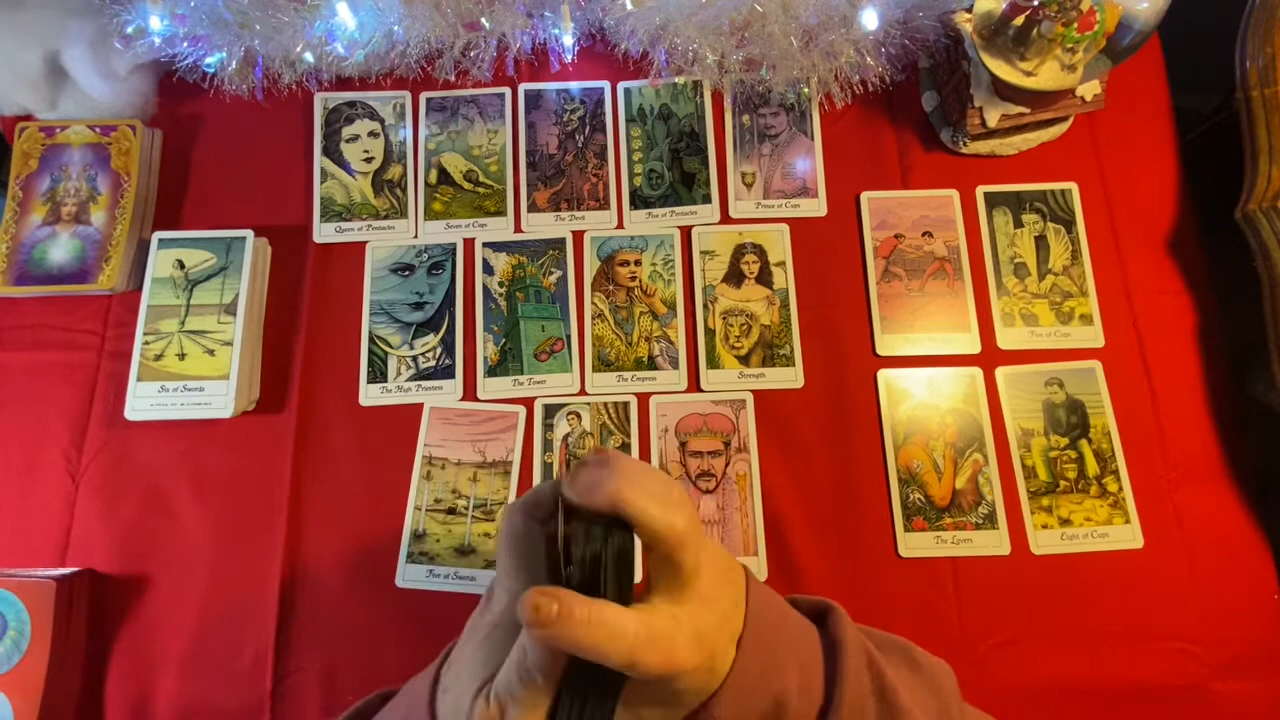 Queen of Pentacles
Seven of Cups
The Devil
Five of Pentacles
Prince of Cups
The High Priestess
The Tower
The Empress
Strength
Five of Cups
Six of Swords
Five of Swords
The Lovers
Eight of Cups